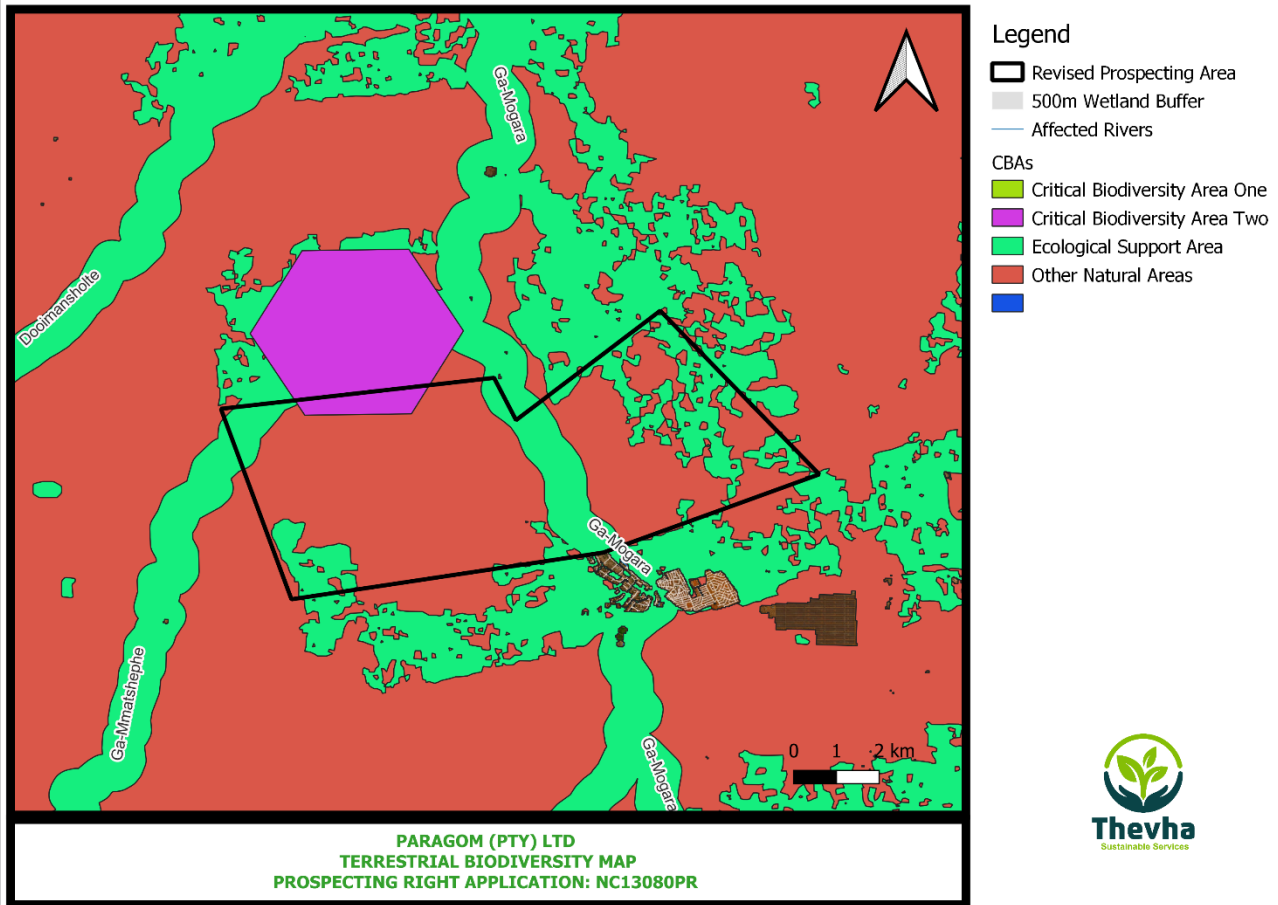 Ga-Mogara
Dooimansholte
Ga-Mogara
Ga-Mmatshephe
Ga-Mogara
0 1 2 km
Legend
Revised Prospecting Area
500m Wetland Buffer
Affected Rivers
CBAs
Critical Biodiversity Area One
Critical Biodiversity Area Two
Ecological Support Area
Other Natural Areas
Thevha
Sustainable Services
PARAGOM (PTY) LTD
TERRESTRIAL BIODIVERSITY MAP
PROSPECTING RIGHT APPLICATION: NC13080PR